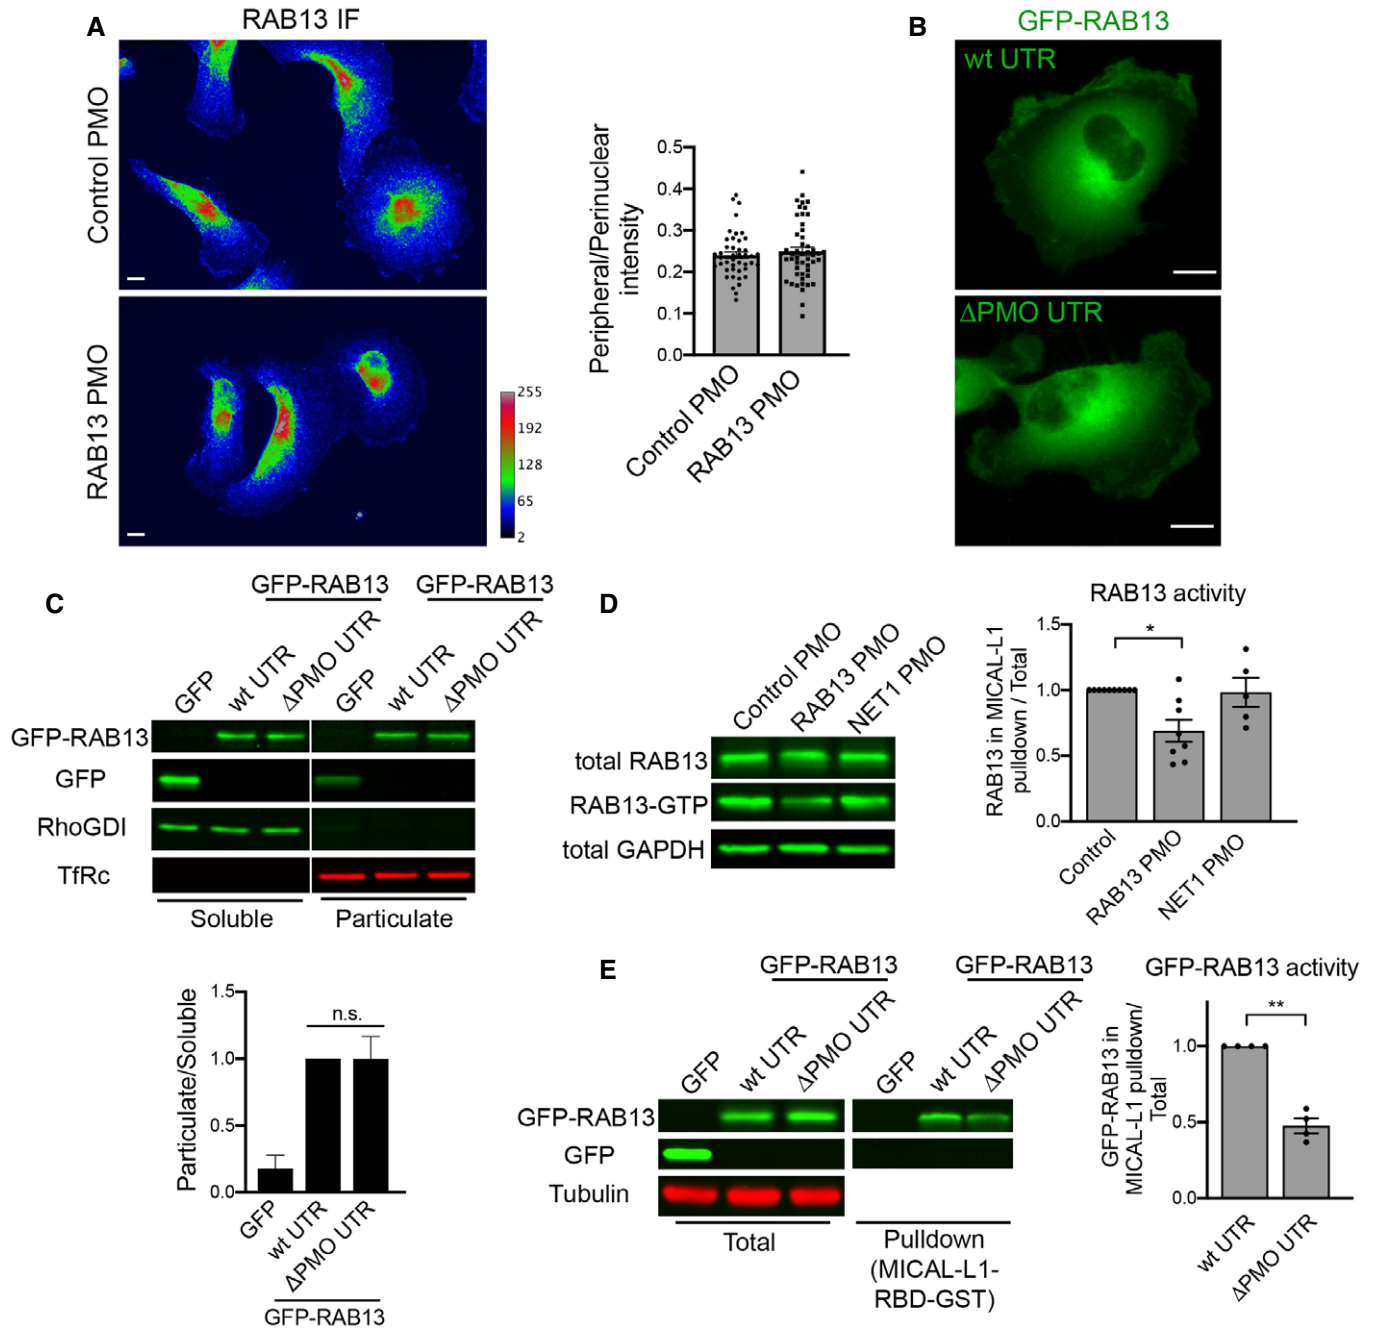 A
RAB13 IF
Control PMO
RAB13 PMO
255
192
128
65
2
Peripheral/Perinuclear
intensity
0.5
0.4
0.3
0.2
0.1
0.0
Control PMO
RAB13 PMO
B
GFP-RAB13
wt UTR
ΔPMO UTR
C
GFP-RAB13
GFP-RAB13
GFP
wt UTR
ΔPMO UTR
GFP
wt UTR
ΔPMO UTR
GFP-RAB13
GFP
RhoGDI
TfRc
Soluble
Particulate
Particulate/Soluble
1.5
1.0
0.5
0.0
n.s.
GFP
wt UTR
ΔPMO UTR
GFP-RAB13
D
Control PMO
RAB13 PMO
NET1 PMO
total RAB13
RAB13-GTP
total GAPDH
RAB13 activity
RAB13 in MICAL-L1
pulldown / Total
1.5
1.0
0.5
0.0
*
Control
RAB13 PMO
NET1 PMO
E
GFP-RAB13
GFP-RAB13
GFP
wt UTR
ΔPMO UTR
GFP
wt UTR
ΔPMO UTR
GFP-RAB13
GFP
Tubulin
Total
Pulldown
(MICAL-L1-
RBD-GST)
GFP-RAB13 activity
GFP-RAB13 in
MICAL-L1 pulldown/
Total
1.0
0.5
0.0
**
wt UTR
ΔPMO UTR